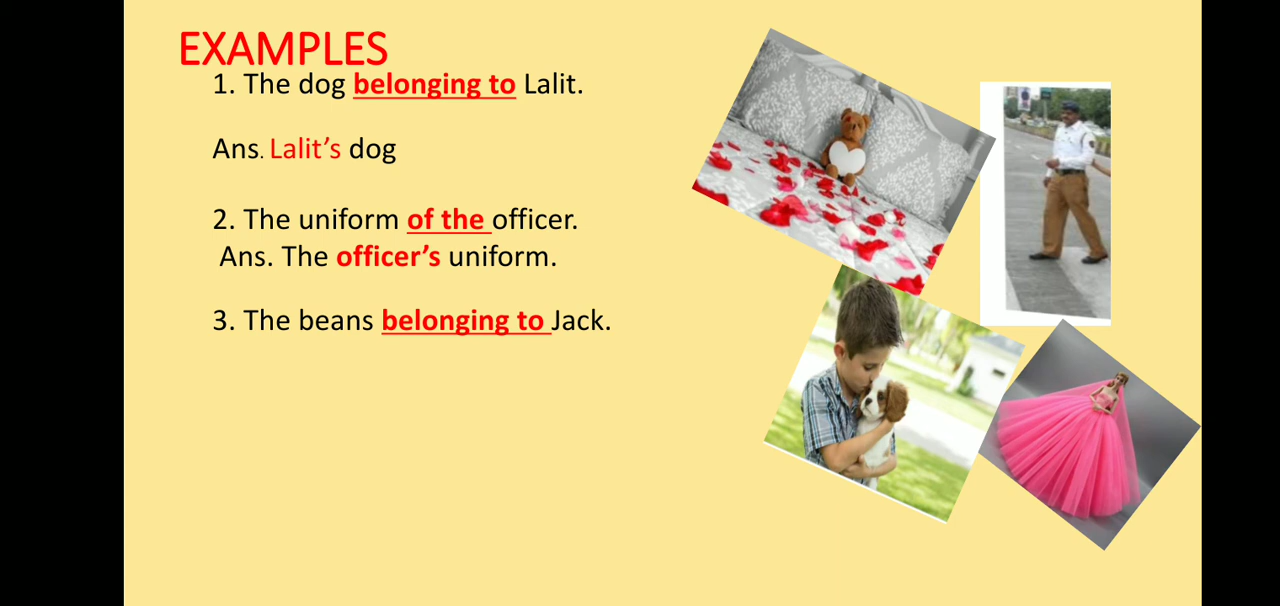 EXAMPLES
1. The dog belonging to Lalit.
Ans. Lalit’s dog
2. The uniform of the officer.
Ans. The officer’s uniform.
3. The beans belonging to Jack.